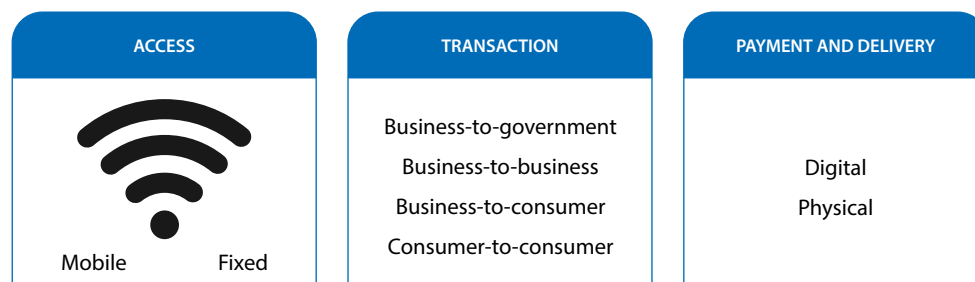 ACCESS
Mobile Fixed
TRANSACTION
Business-to-government
Business-to-business
Business-to-consumer
Consumer-to-consumer
PAYMENT AND DELIVERY
Digital
Physical